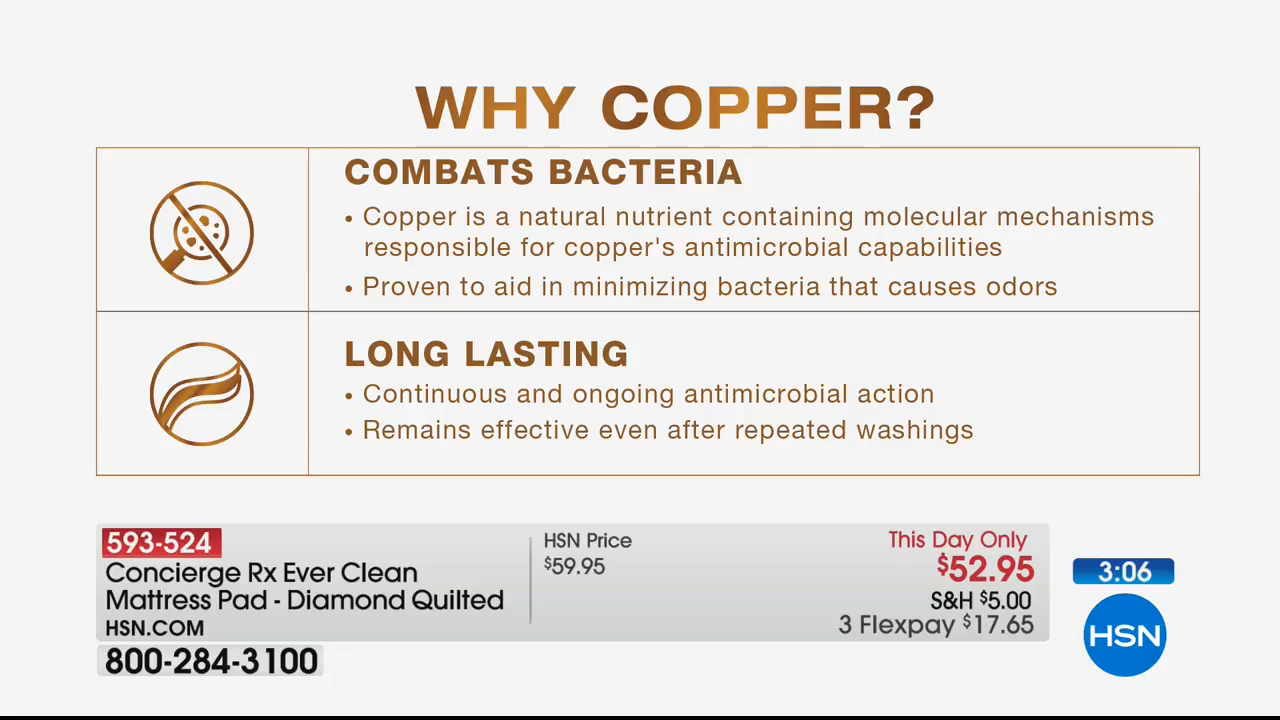 WHY COPPER?
COMBATS BACTERIA
• Copper is a natural nutrient containing molecular mechanisms
responsible for copper's antimicrobial capabilities
• Proven to aid in minimizing bacteria that causes odors
LONG LASTING
• Continuous and ongoing antimicrobial action
• Remains effective even after repeated washings
593-524
Concierge Rx Ever Clean
Mattress Pad - Diamond Quilted
HSN.COM
800-284-3100
HSN Price
$59.95
This Day Only
$52.95
S&H $5.00
3 Flexpay $17.65
3:06
HSN